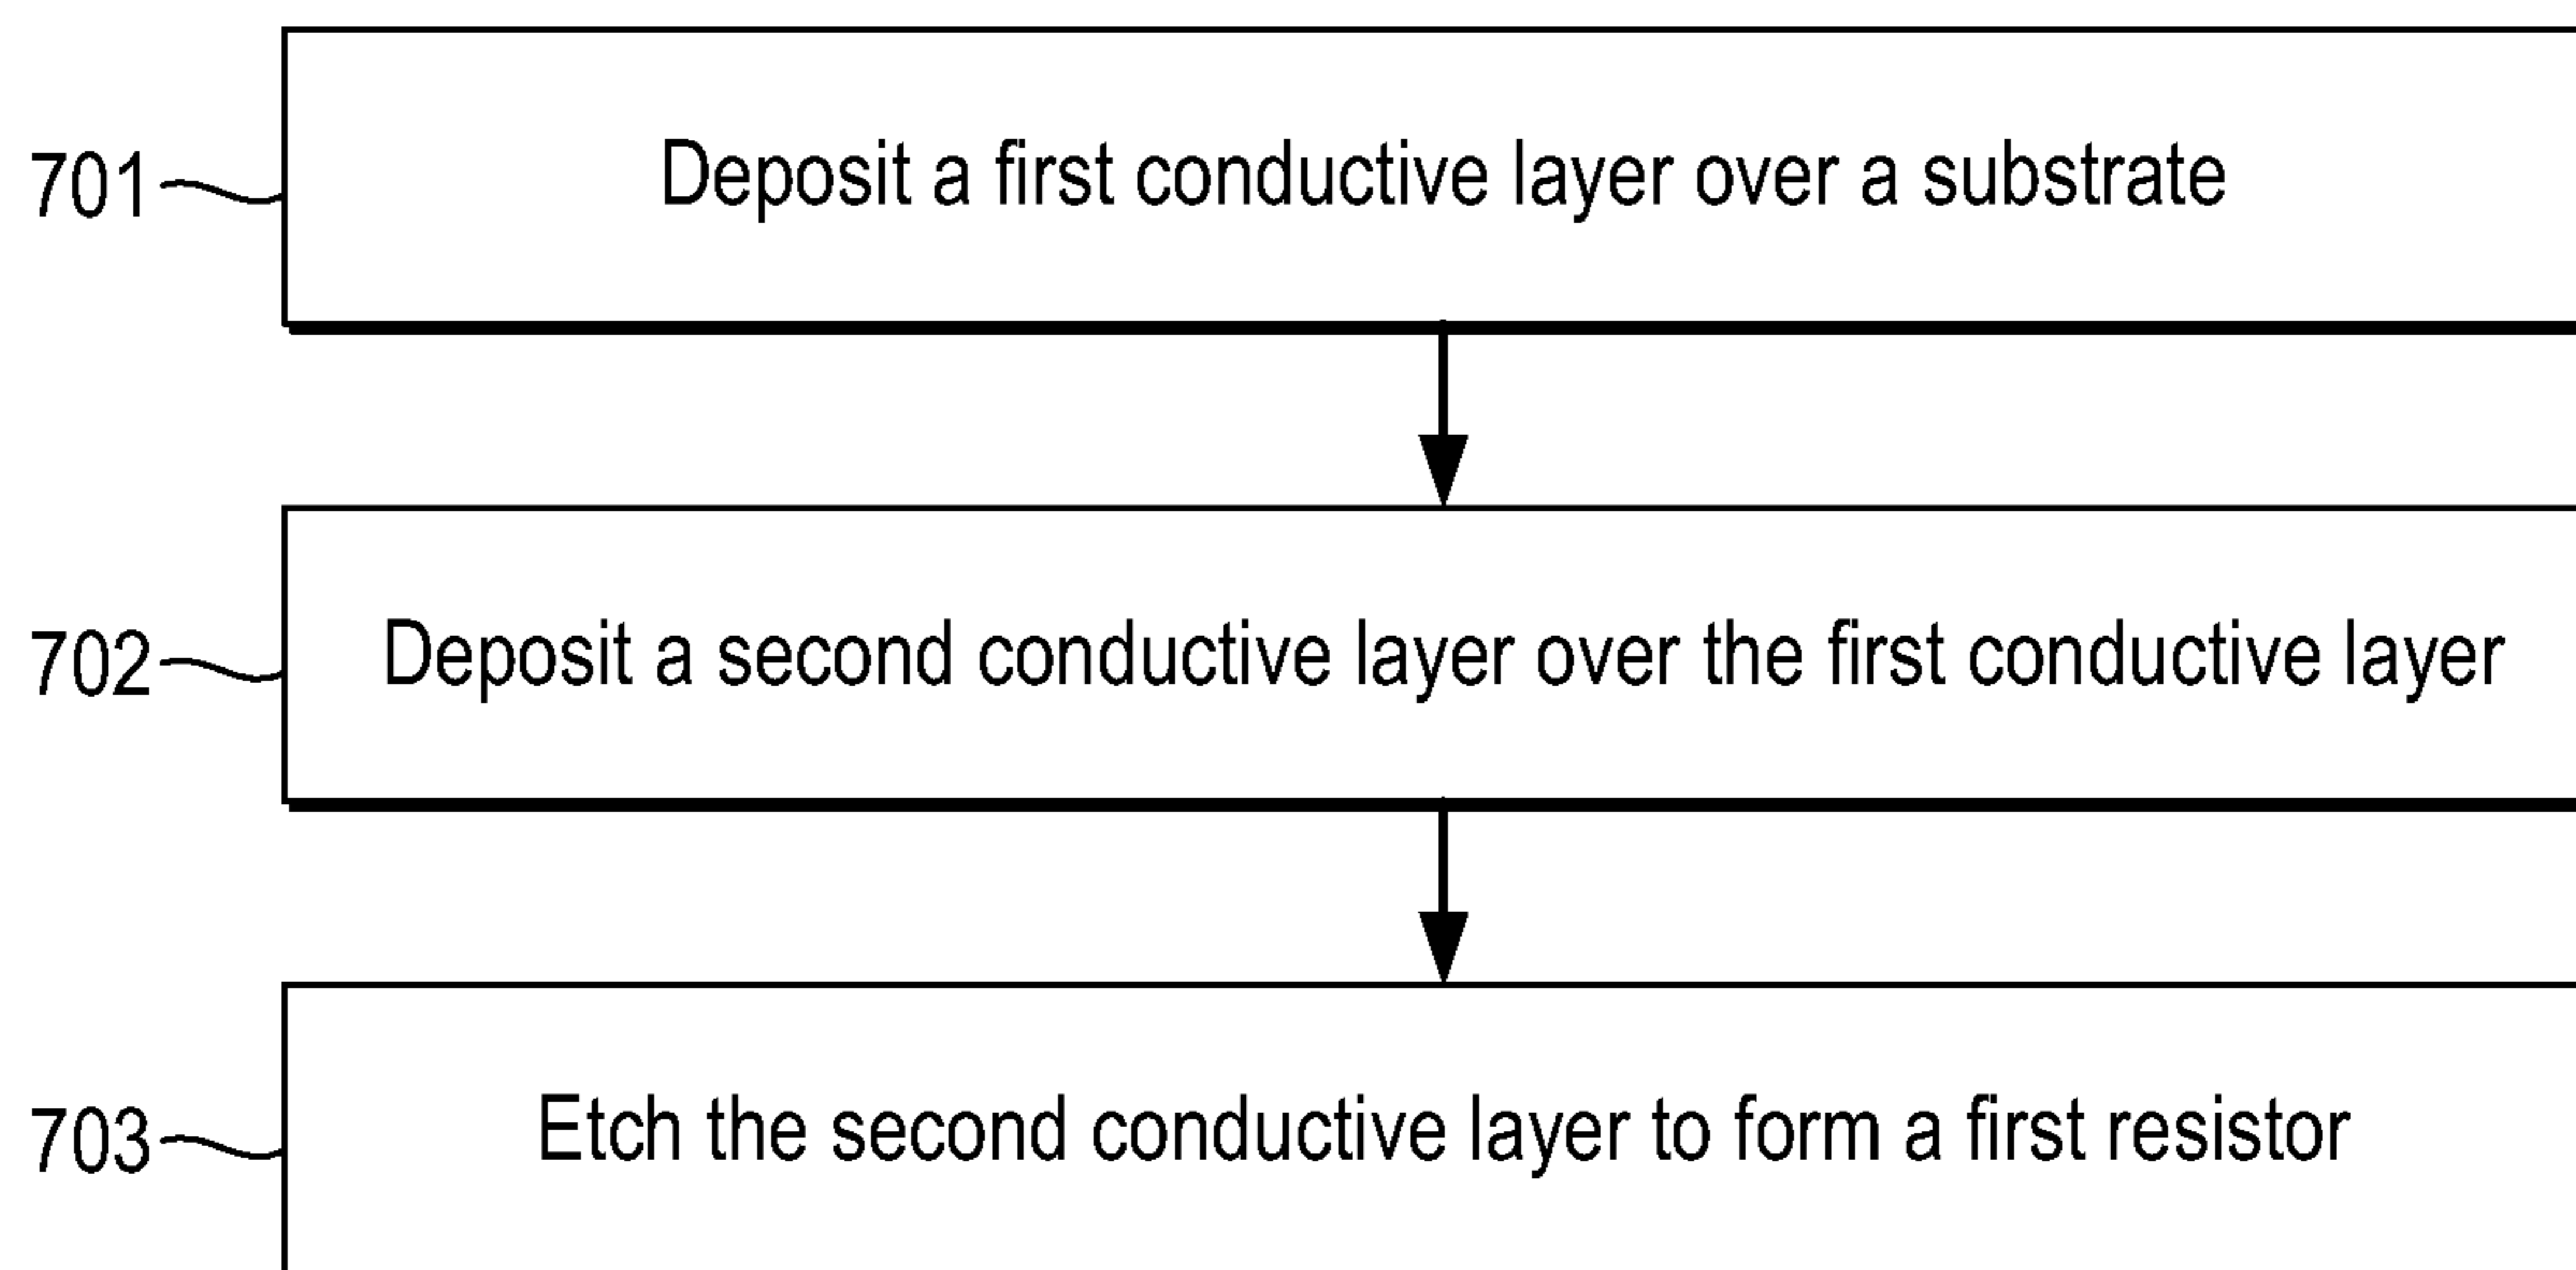 701
Deposit a first conductive layer over a substrate
702
Deposit a second conductive layer over the first conductive layer
703
Etch the second conductive layer to form a first resistor